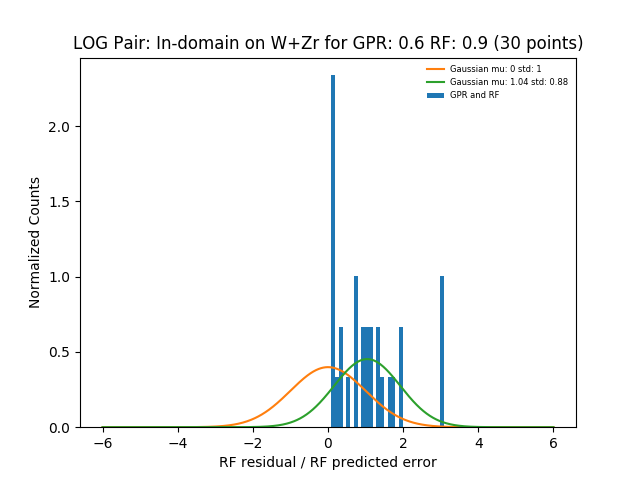 LOG Pair: In-domain on W+Zr for GPR: 0.6 RF: 0.9 (30 points)
Gaussian mu: 0 std: 1
Gaussian mu: 1.04 std: 0.88
GPR and RF
Normalized Counts
2.0
1.5
1.0
0.5
0.0
−6 −4 −2 0 2 4 6
RF residual / RF predicted error